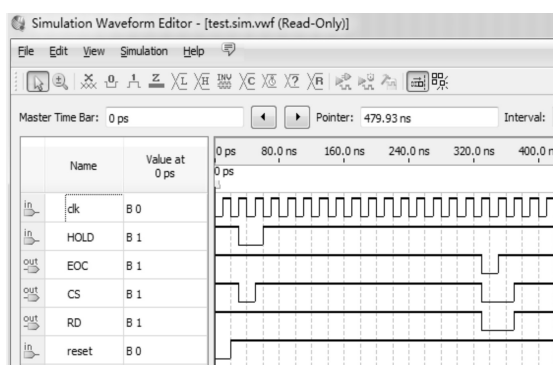 Simulation Waveform Editor - [test.sim.vwf (Read-Only)]
File Edit View Simulation Help
Master Time Bar: 0 ps Pointer: 479.93 ns Interval:
Name Value at 0 ps 0 ps 80.0 ns 160.0 ns 240.0 ns 320.0 ns 400.0 n
0 ps
in clk B 0
in HOLD B 1
out EOC B 1
out CS B 1
out RD B 1
in reset B 0